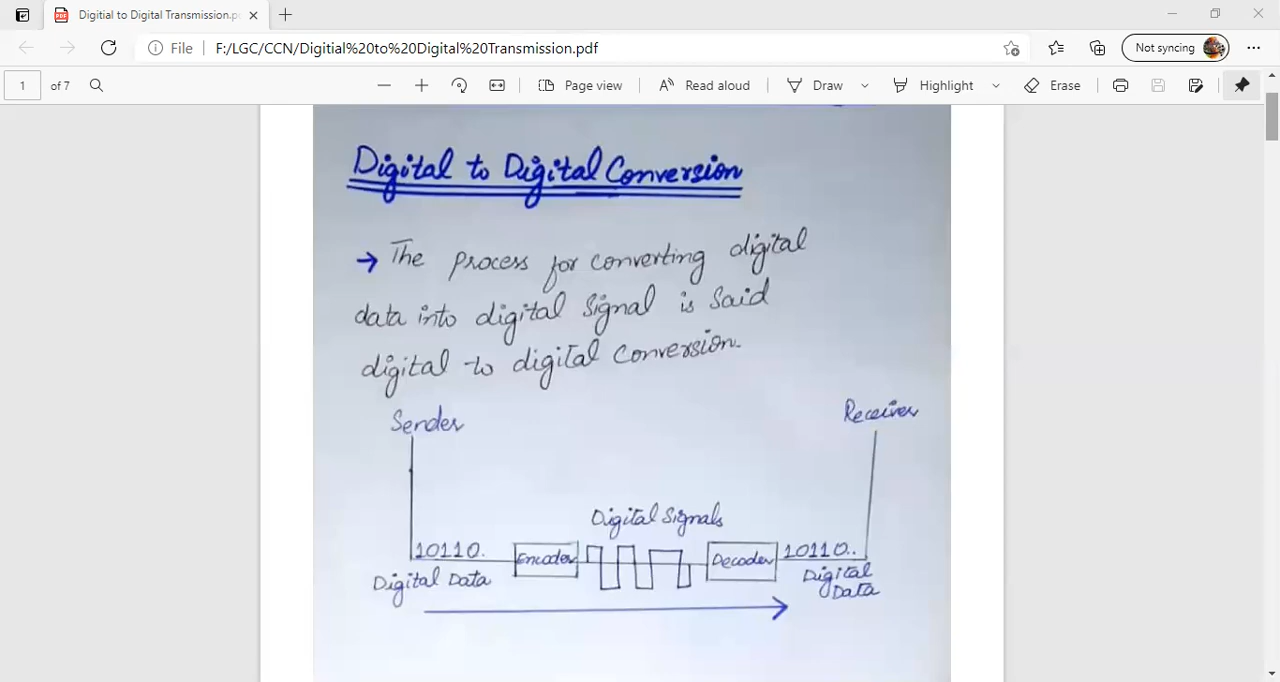 Digitial to Digital Transmission.p
File
F:/LGC/CCN/Digitial%20to%20Digital%20Transmission.pdf
Not syncing
1 of 7
Page view
Read aloud
Draw
Highlight
Erase
Digital to Digital Conversion
→ The process for converting digital
data into digital signal is said
digital to digital conversion.
Sender
Receiver
Digital Signals
10110.
Encoder
Decoder
10110..
Digital Data
Digital
Data